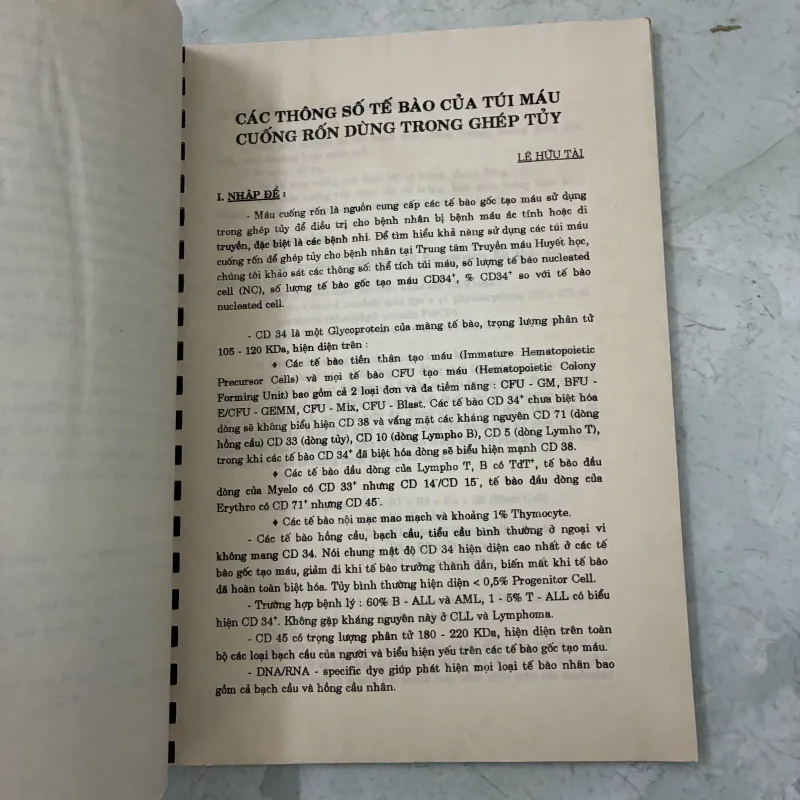 CÁC THÔNG SỐ TẾ BÀO CỦA TÚI MÁU
CUỐNG RỐN DÙNG TRONG GHÉP TỦY
LÊ HỮU TÀI
I. NHẬP ĐỀ :
- Máu cuống rốn là nguồn cung cấp các tế bào gốc tạo máu sử dụng
trong ghép tủy để điều trị cho bệnh nhân bị bệnh máu ác tính hoặc di
truyền, đặc biệt là các bệnh nhi. Để tìm hiểu khả năng sử dụng các túi máu
cuống rốn để ghép tủy cho bệnh nhân tại Trung tâm Truyền máu Huyết học,
chúng tôi khảo sát các thông số: thể tích túi máu, số lượng tế bào nucleated
cell (NC), số lượng tế bào gốc tạo máu CD34⁺, % CD34⁺ so với tế bào
nucleated cell.
- CD 34 là một Glycoprotein của màng tế bào, trọng lượng phân tử
105 - 120 KDa, hiện diện trên :
♦ Các tế bào tiền thân tạo máu (Immature Hematopoietic
Precursor Cells) và mọi tế bào CFU tạo máu (Hematopoietic Colony
Forming Unit) bao gồm cả 2 loại đơn và đa tiềm năng : CFU - GM, BFU -
E/CFU - GEMM, CFU - Mix, CFU - Blast. Các tế bào CD 34⁺ chưa biệt hóa
dòng sẽ không biểu hiện CD 38 và vắng mặt các kháng nguyên CD 71 (dòng
hồng cầu) CD 33 (dòng tủy), CD 10 (dòng Lympho B), CD 5 (dòng Lymho T),
trong khi các tế bào CD 34⁺ đã biệt hóa dòng sẽ biểu hiện mạnh CD 38.
♦ Các tế bào đầu dòng của Lympho T, B có TdT⁺, tế bào đầu
dòng của Myelo có CD 33⁺ nhưng CD 14⁻/CD 15⁻, tế bào đầu dòng của
Erythro có CD 71⁺ nhưng CD 45⁻.
♦ Các tế bào nội mạc mao mạch và khoảng 1% Thymocyte.
- Các tế bào hồng cầu, bạch cầu, tiểu cầu bình thường ở ngoại vi
không mang CD 34. Nói chung mật độ CD 34 hiện diện cao nhất ở các tế
bào gốc tạo máu, giảm đi khi tế bào trưởng thành dần, biến mất khi tế bào
đã hoàn toàn biệt hóa. Tủy bình thường hiện diện < 0,5% Progenitor Cell.
- Trường hợp bệnh lý : 60% B - ALL và AML, 1 - 5% T - ALL có biểu
hiện CD 34⁺. Không gặp kháng nguyên này ở CLL và Lymphoma.
- CD 45 có trọng lượng phân tử 180 - 220 KDa, hiện diện trên toàn
bộ các loại bạch cầu của người và biểu hiện yếu trên các tế bào gốc tạo máu.
- DNA/RNA - specific dye giúp phát hiện mọi loại tế bào nhân bao
gồm cả bạch cầu và hồng cầu nhân.